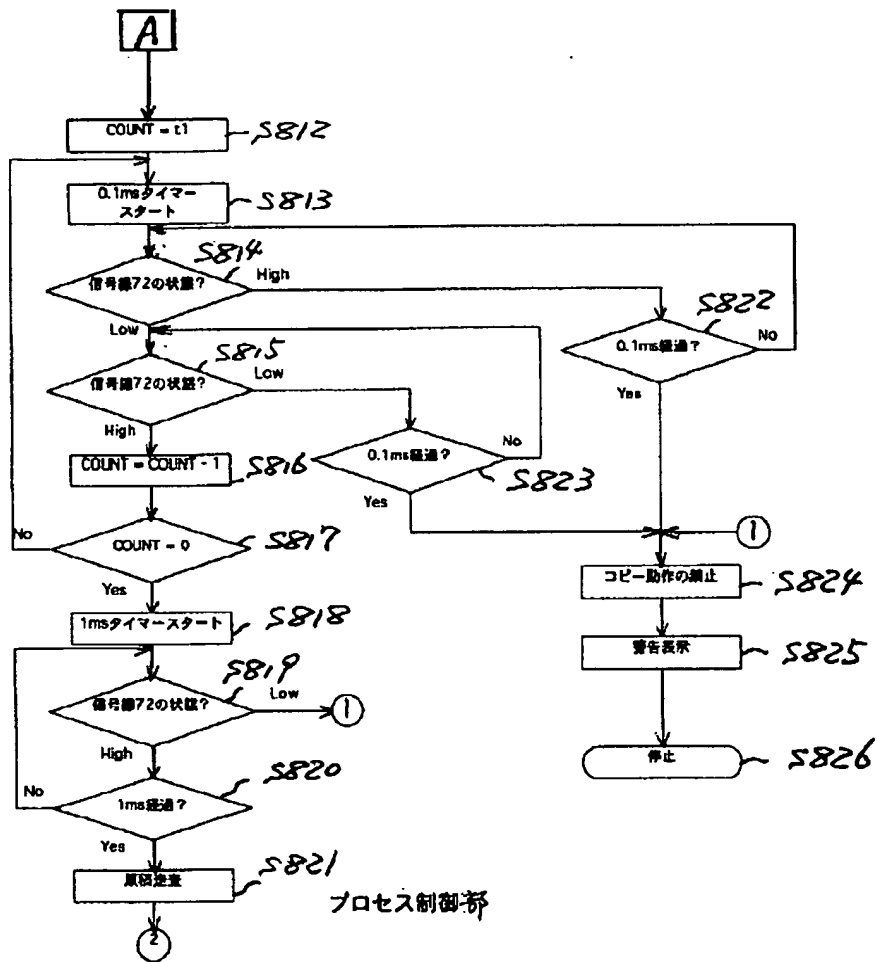 A
COUNT = t1
S812
0.1msタイマー
スタート
S813
S814
信号線72の状態?
High
Low
S822
0.1ms経過?
No
Yes
S815
信号線72の状態?
Low
High
COUNT = COUNT - 1
S816
0.1ms経過?
No
S823
Yes
No
COUNT = 0
S817
Yes
1
コピー動作の禁止
S824
1msタイマースタート
S818
警告表示
S825
S819
信号線72の状態?
Low
1
High
停止
S826
S820
No
1ms経過?
Yes
S821
原稿走査
プロセス制御部
2